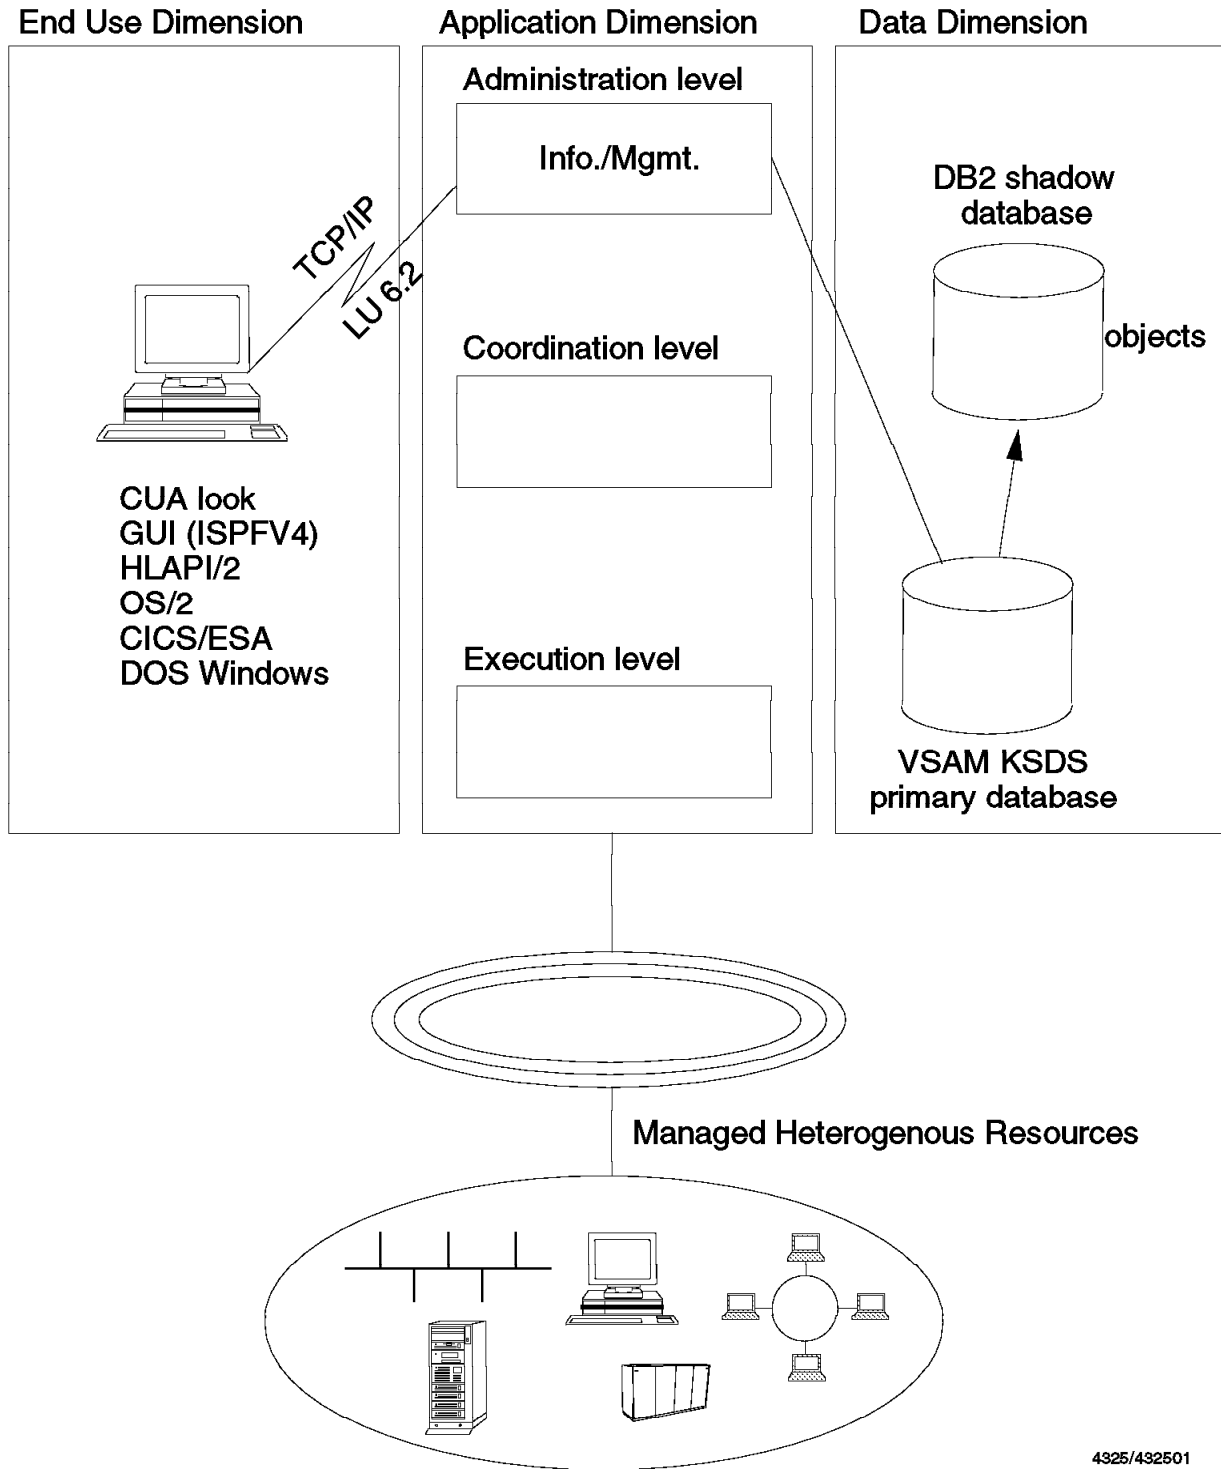 End Use Dimension
Application Dimension
Data Dimension
Administration level
Info./Mgmt.
TCP/IP
LU 6.2
DB2 shadow
database
objects
Coordination level
CUA look
GUI (ISPFV4)
HLAPI/2
OS/2
CICS/ESA
DOS Windows
Execution level
VSAM KSDS
primary database
Managed Heterogenous Resources
4325/432501